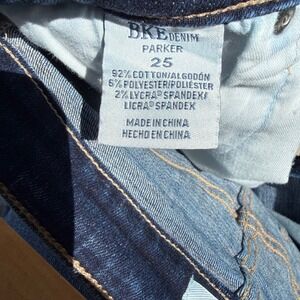 BKE DENIM
PARKER
25
92% COTTON/ALGODÓN
6% POLYESTER/POLIÉSTER
2% LYCRA® SPANDEX/
LICRA® SPANDEX
MADE IN CHINA
HECHO EN CHINA